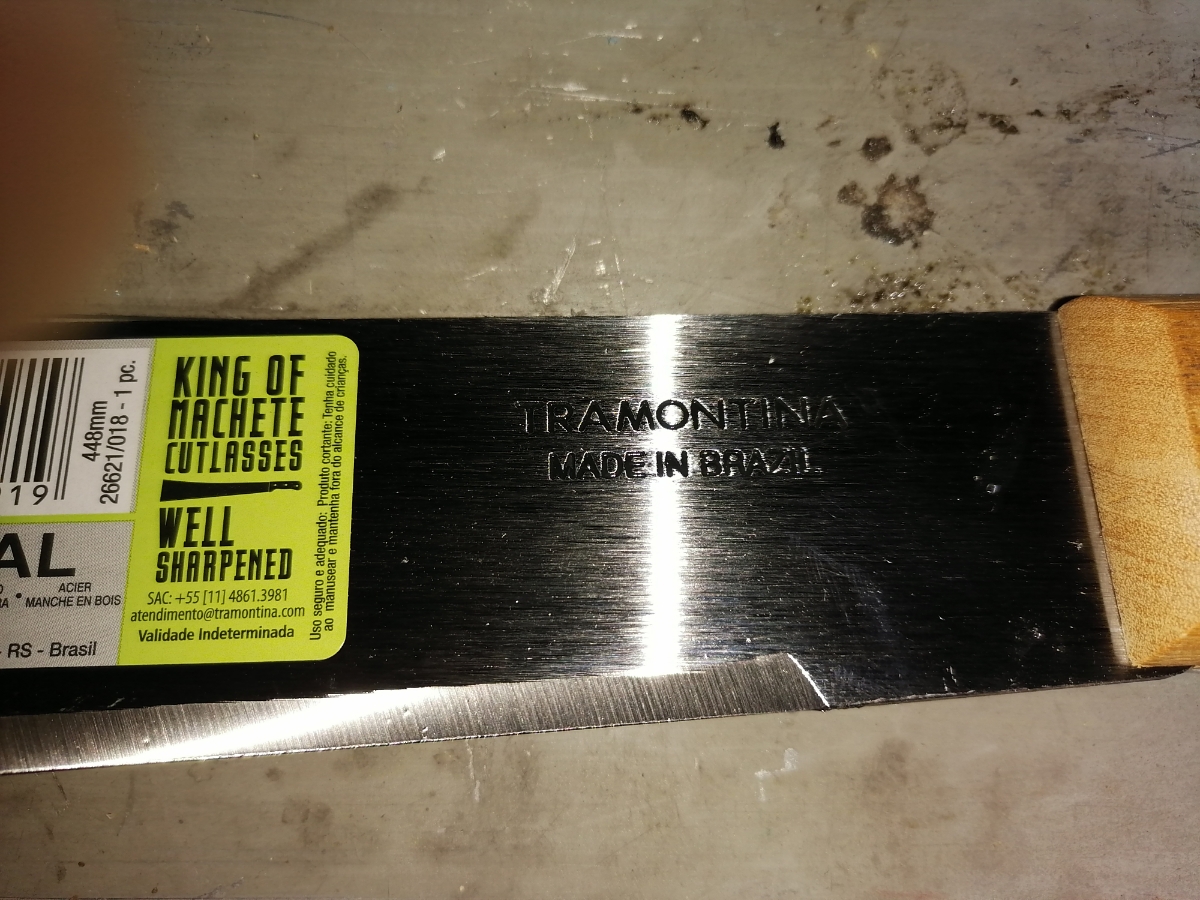 919
448mm
26621/018 - 1 pc.
AL
ACIER
MANCHE EN BOIS
- RS - Brasil
KING OF
MACHETE
CUTLASSES
WELL
SHARPENED
SAC: +55 [11] 4861.3981
atendimento@tramontina.com
Validade Indeterminada
Uso seguro e adequado: Produto cortante: Tenha cuidado
ao manusear e mantenha fora do alcance de crianças.
TRAMONTINA
MADE IN BRAZIL